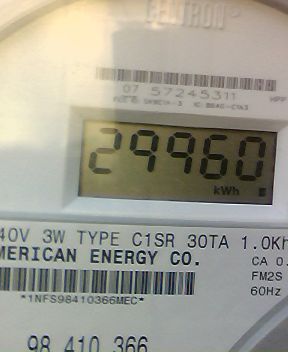 CENTRON®
07 57245311
29960
kWh
40V 3W TYPE C1SR 30TA 1.0Kh
MERICAN ENERGY CO.
CA 0.
FM2S
60Hz
*1NFS98410366MEC*
98 410 366